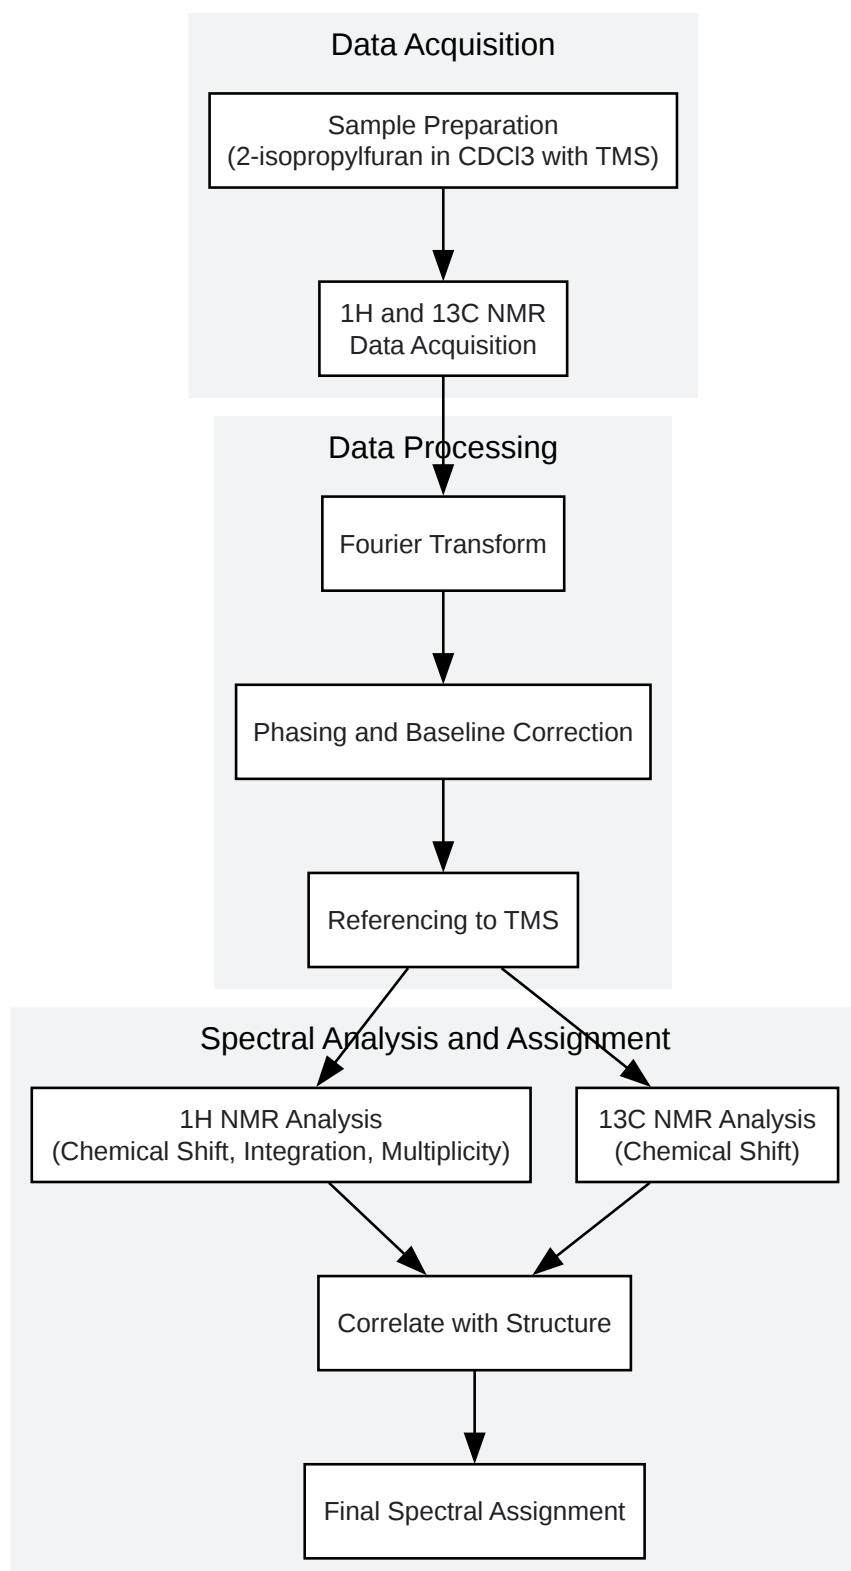 Data Acquisition
Sample Preparation
(2-isopropylfuran in CDCl3 with TMS)
1H and 13C NMR
Data Acquisition
Data Processing
Fourier Transform
Phasing and Baseline Correction
Referencing to TMS
Spectral Analysis and Assignment
1H NMR Analysis
(Chemical Shift, Integration, Multiplicity)
13C NMR Analysis
(Chemical Shift)
Correlate with Structure
Final Spectral Assignment